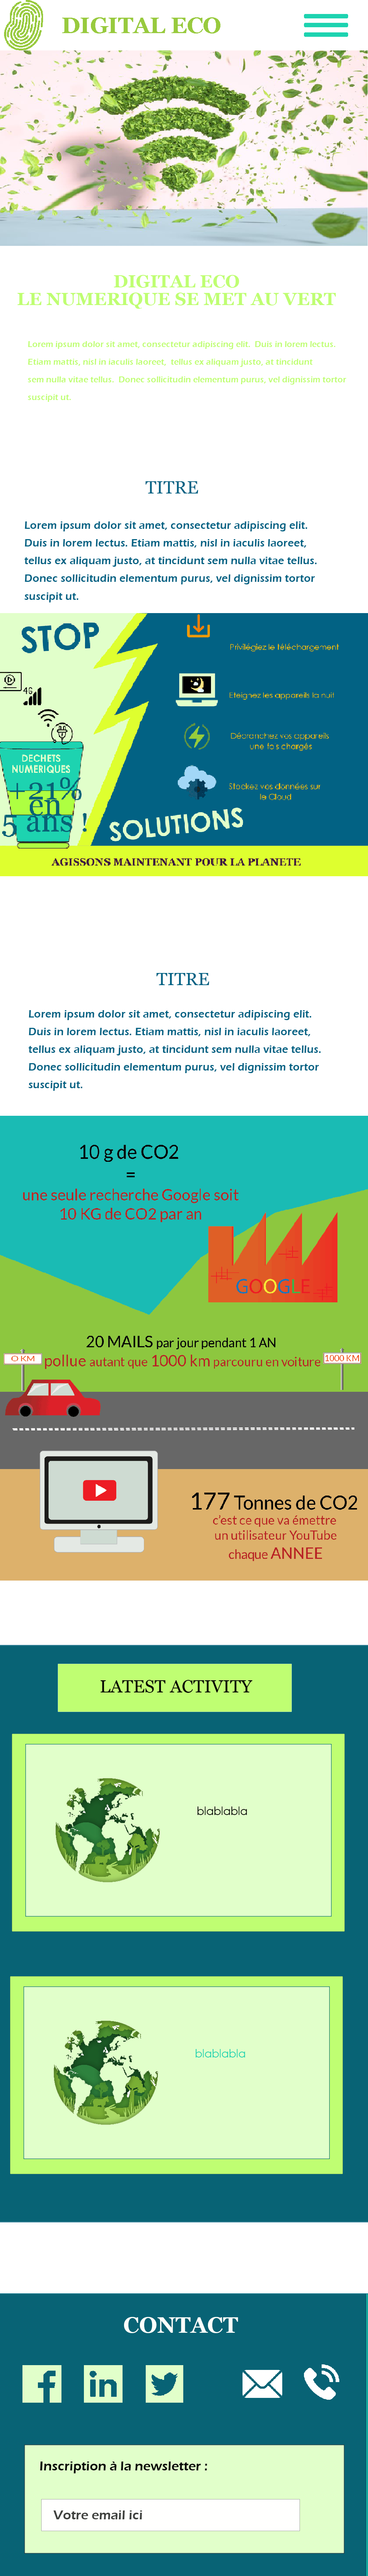 DIGITAL ECO
DIGITAL ECO
LE NUMERIQUE SE MET AU VERT
Lorem ipsum dolor sit amet, consectetur adipiscing elit. Duis in lorem lectus.
Etiam mattis, nisl in iaculis laoreet, tellus ex aliquam justo, at tincidunt
sem nulla vitae tellus. Donec sollicitudin elementum purus, vel dignissim tortor
suscipit ut.
TITRE
Lorem ipsum dolor sit amet, consectetur adipiscing elit.
Duis in lorem lectus. Etiam mattis, nisl in iaculis laoreet,
tellus ex aliquam justo, at tincidunt sem nulla vitae tellus.
Donec sollicitudin elementum purus, vel dignissim tortor
suscipit ut.
STOP
4G
DECHETS
NUMERIQUES
+21%
en
5 ans !
Privilégiez le téléchargement
Eteignez les appareils la nuit
Décranchez vos appareils
une fois chargés
Stockez vos données sur
le Cloud
SOLUTIONS
AGISSONS MAINTENANT POUR LA PLANETE
TITRE
Lorem ipsum dolor sit amet, consectetur adipiscing elit.
Duis in lorem lectus. Etiam mattis, nisl in iaculis laoreet,
tellus ex aliquam justo, at tincidunt sem nulla vitae tellus.
Donec sollicitudin elementum purus, vel dignissim tortor
suscipit ut.
10 g de CO2
=
une seule recherche Google soit
10 KG de CO2 par an
GOOGLE
20 MAILS par jour pendant 1 AN
0 KM
pollue autant que 1000 km parcouru en voiture
1000 KM
177 Tonnes de CO2
c'est ce que va émettre
un utilisateur YouTube
chaque ANNEE
LATEST ACTIVITY
blablabla
blablabla
CONTACT
Inscription à la newsletter :
Votre email ici